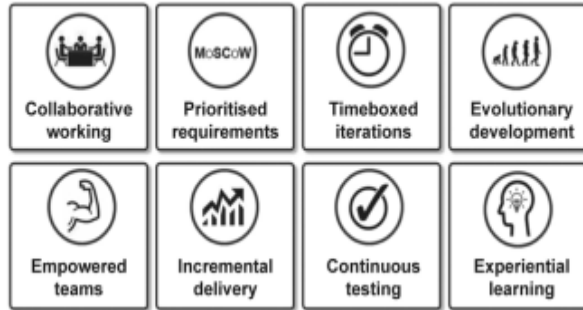 MoSCoW
Collaborative
working
Prioritised
requirements
Timeboxed
iterations
Evolutionary
development
Empowered
teams
Incremental
delivery
Continuous
testing
Experiential
learning